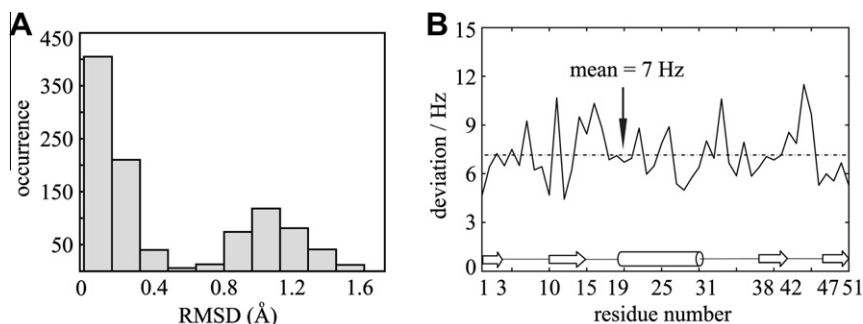 A
450
350
250
150
50
occurrence
0 0.4 0.8 1.2 1.6
RMSD (Å)
B
15
12
9
6
3
0
deviation / Hz
mean = 7 Hz
1 3 10 15 19 25 31 38 42 47 51
residue number